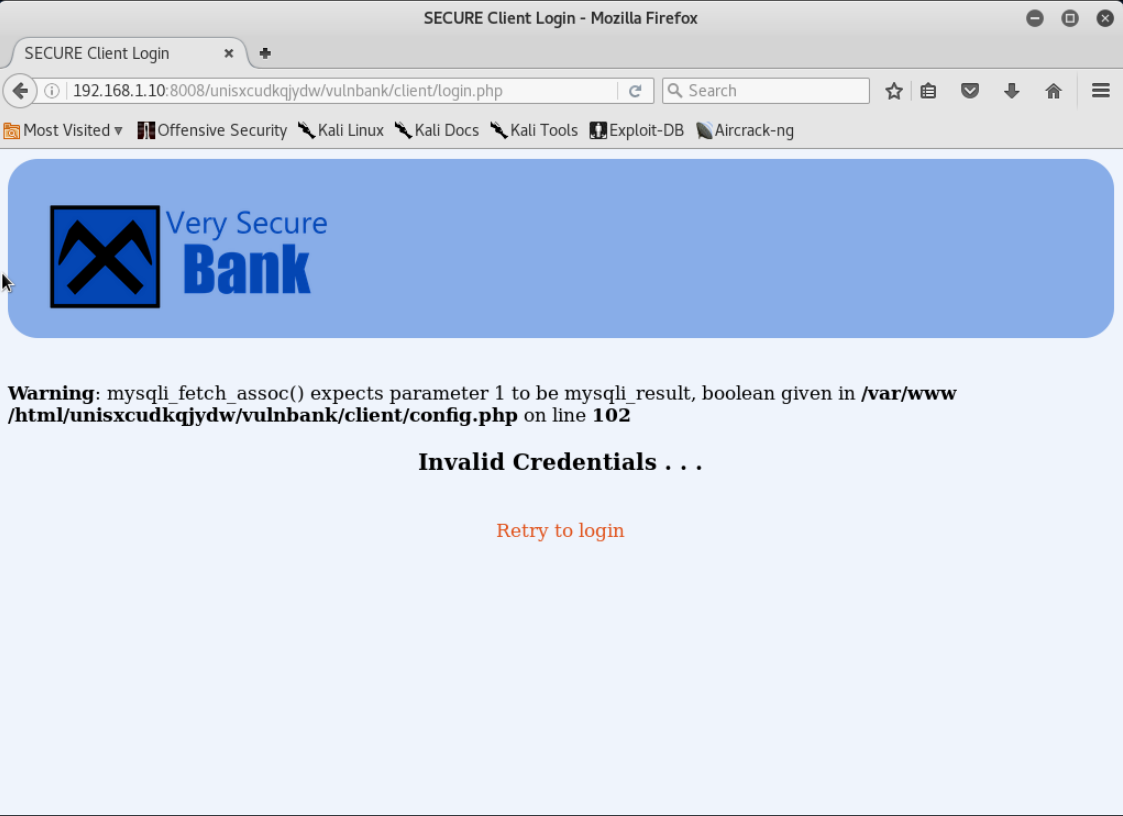 SECURE Client Login - Mozilla Firefox
SECURE Client Login
192.168.1.10:8008/unisxcudkqjydw/vulnbank/client/login.php
Search
Most Visited
Offensive Security
Kali Linux
Kali Docs
Kali Tools
Exploit-DB
Aircrack-ng
Very Secure
Bank
Warning: mysqli_fetch_assoc() expects parameter 1 to be mysqli_result, boolean given in /var/www
/html/unisxcudkqjydw/vulnbank/client/config.php on line 102
Invalid Credentials . . .
Retry to login